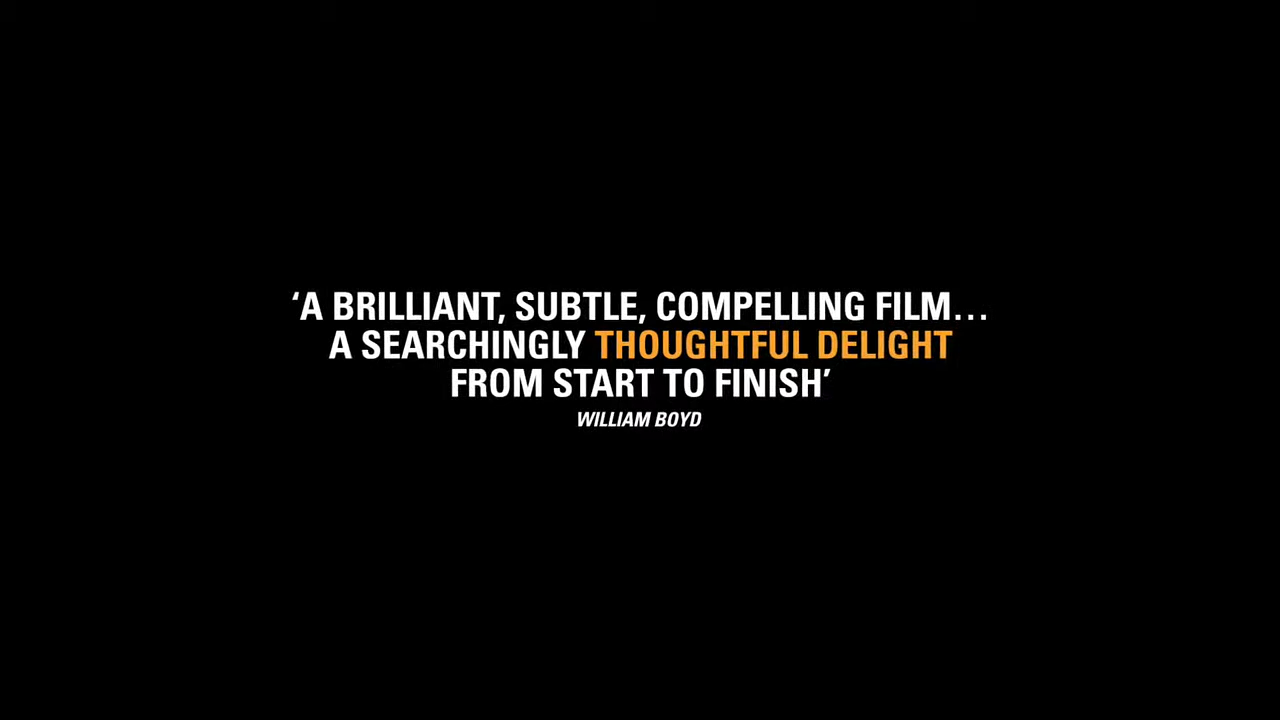 ‘A BRILLIANT, SUBTLE, COMPELLING FILM…
A SEARCHINGLY THOUGHTFUL DELIGHT
FROM START TO FINISH’
WILLIAM BOYD